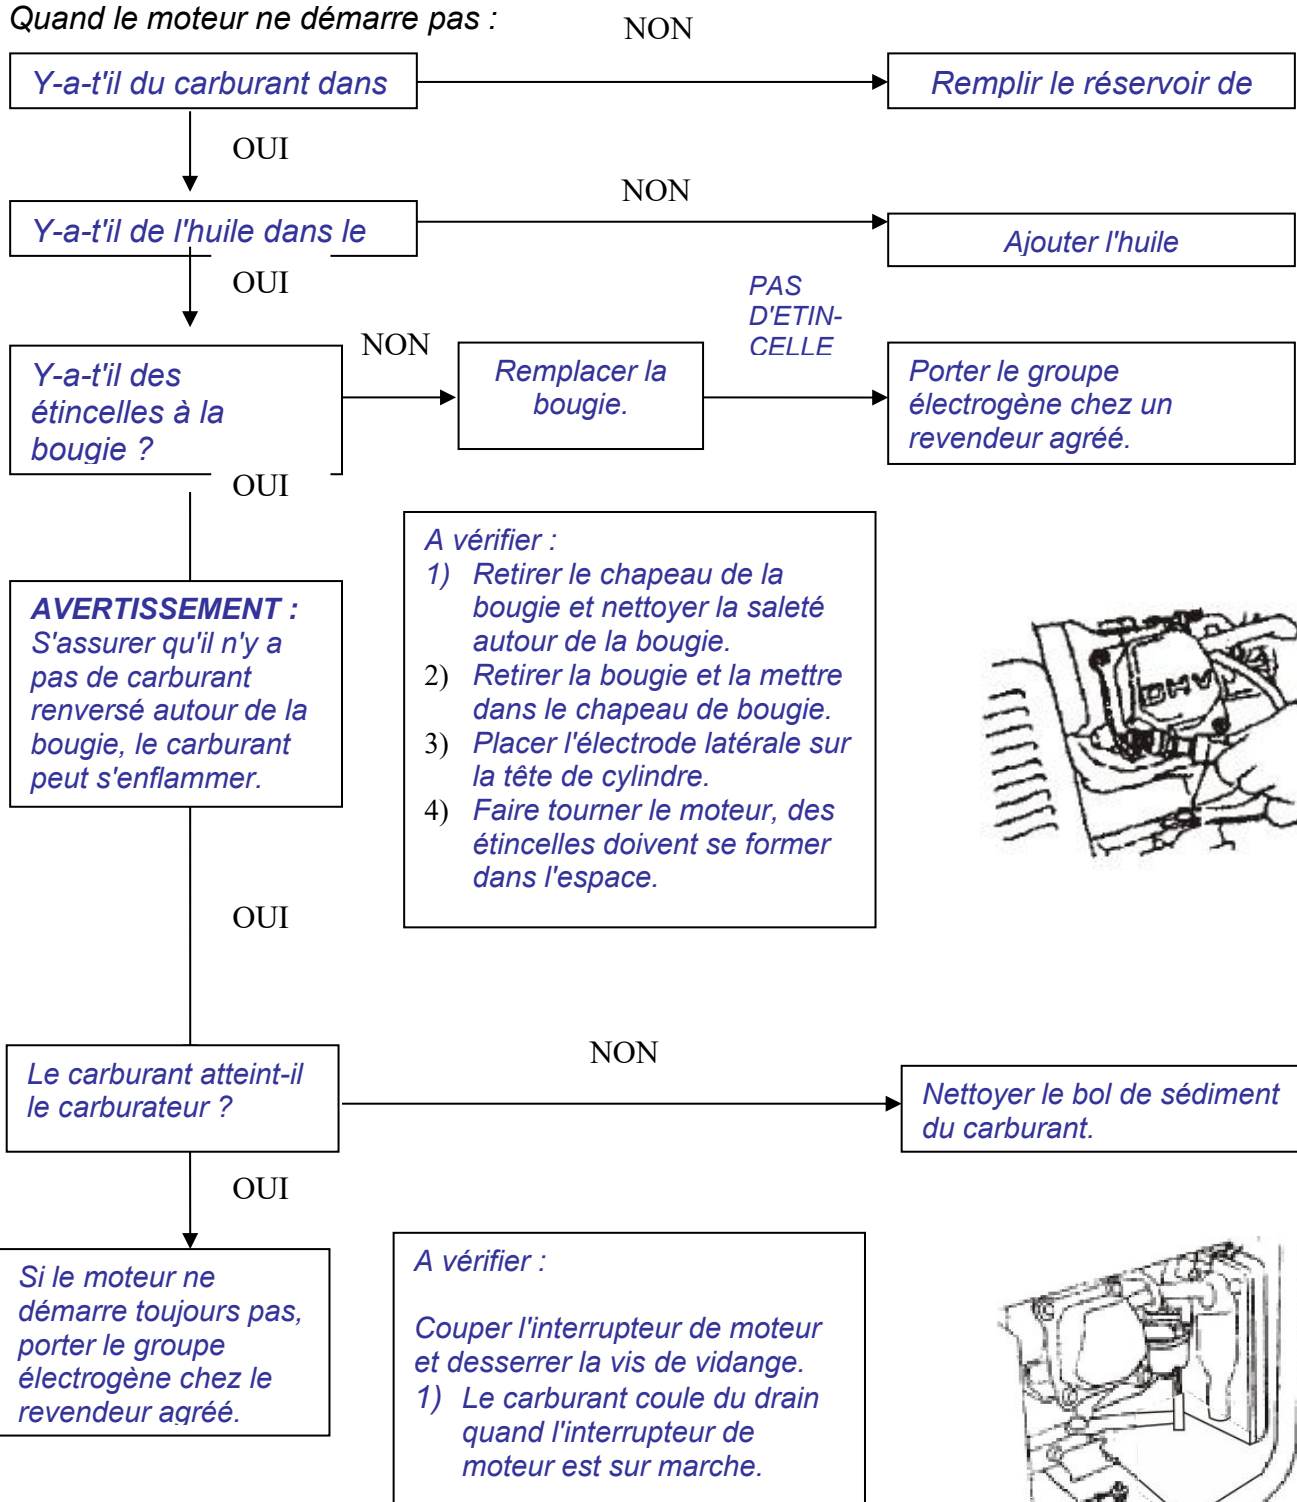 Quand le moteur ne démarre pas :
NON
Y-a-t'il du carburant dans
Remplir le réservoir de
OUI
NON
Y-a-t'il de l'huile dans le
Ajouter l'huile
OUI
PAS
D'ETIN-
CELLE
NON
Y-a-t'il des
étincelles à la
bougie ?
Remplacer la
bougie.
Porter le groupe
électrogène chez un
revendeur agréé.
OUI
AVERTISSEMENT :
S'assurer qu'il n'y a
pas de carburant
renversé autour de la
bougie, le carburant
peut s'enflammer.
A vérifier :
1) Retirer le chapeau de la
bougie et nettoyer la saleté
autour de la bougie.
2) Retirer la bougie et la mettre
dans le chapeau de bougie.
3) Placer l'électrode latérale sur
la tête de cylindre.
4) Faire tourner le moteur, des
étincelles doivent se former
dans l'espace.
OHV
OUI
Le carburant atteint-il
le carburateur ?
NON
Nettoyer le bol de sédiment
du carburant.
OUI
Si le moteur ne
démarre toujours pas,
porter le groupe
électrogène chez le
revendeur agréé.
A vérifier :
Couper l'interrupteur de moteur
et desserrer la vis de vidange.
1) Le carburant coule du drain
quand l'interrupteur de
moteur est sur marche.